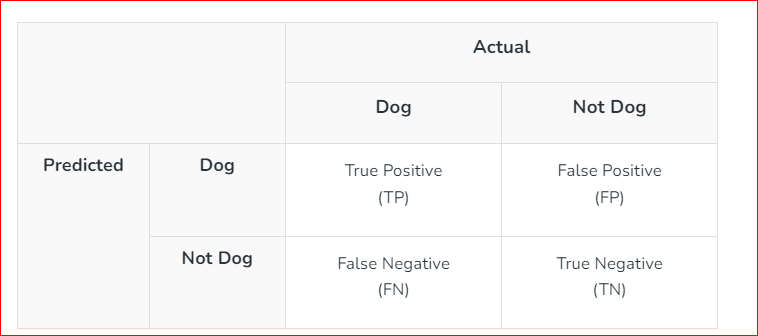 Actual
Dog Not Dog
Predicted Dog True Positive False Positive
(TP) (FP)
Not Dog False Negative True Negative
(FN) (TN)